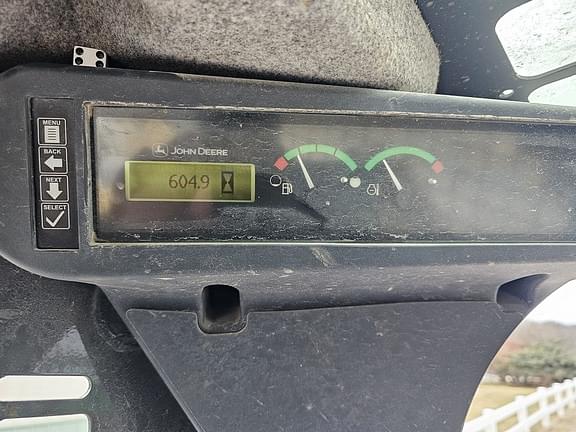 MENU
BACK
NEXT
SELECT
JOHN DEERE
604.9